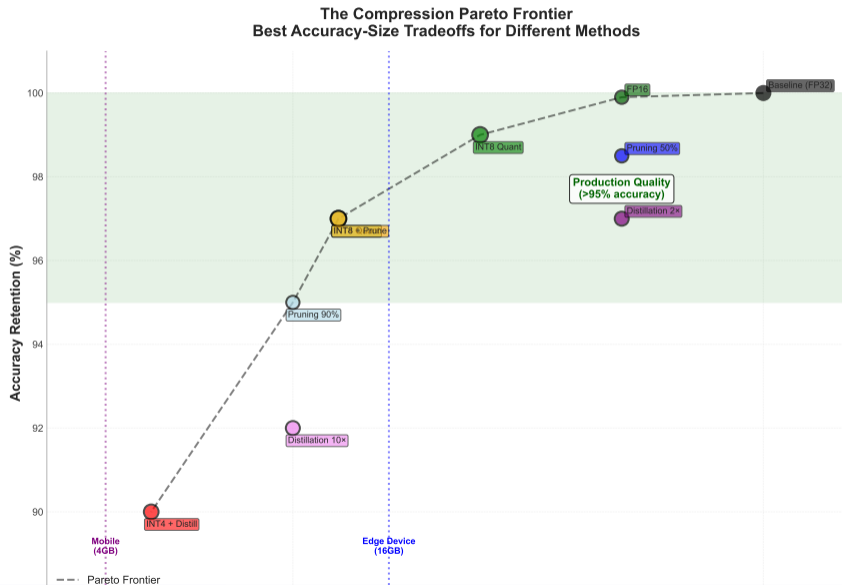 The Compression Pareto Frontier
Best Accuracy-Size Tradeoffs for Different Methods
Accuracy Retention (%)
100
98
96
94
92
90
Baseline (FP32)
FP16
INT8 Quant
Pruning 50%
Production Quality
(>95% accuracy)
Distillation 2×
INT8 Prune
Pruning 90%
Distillation 10×
INT4 + Distill
Mobile
(4GB)
Edge Device
(16GB)
Pareto Frontier